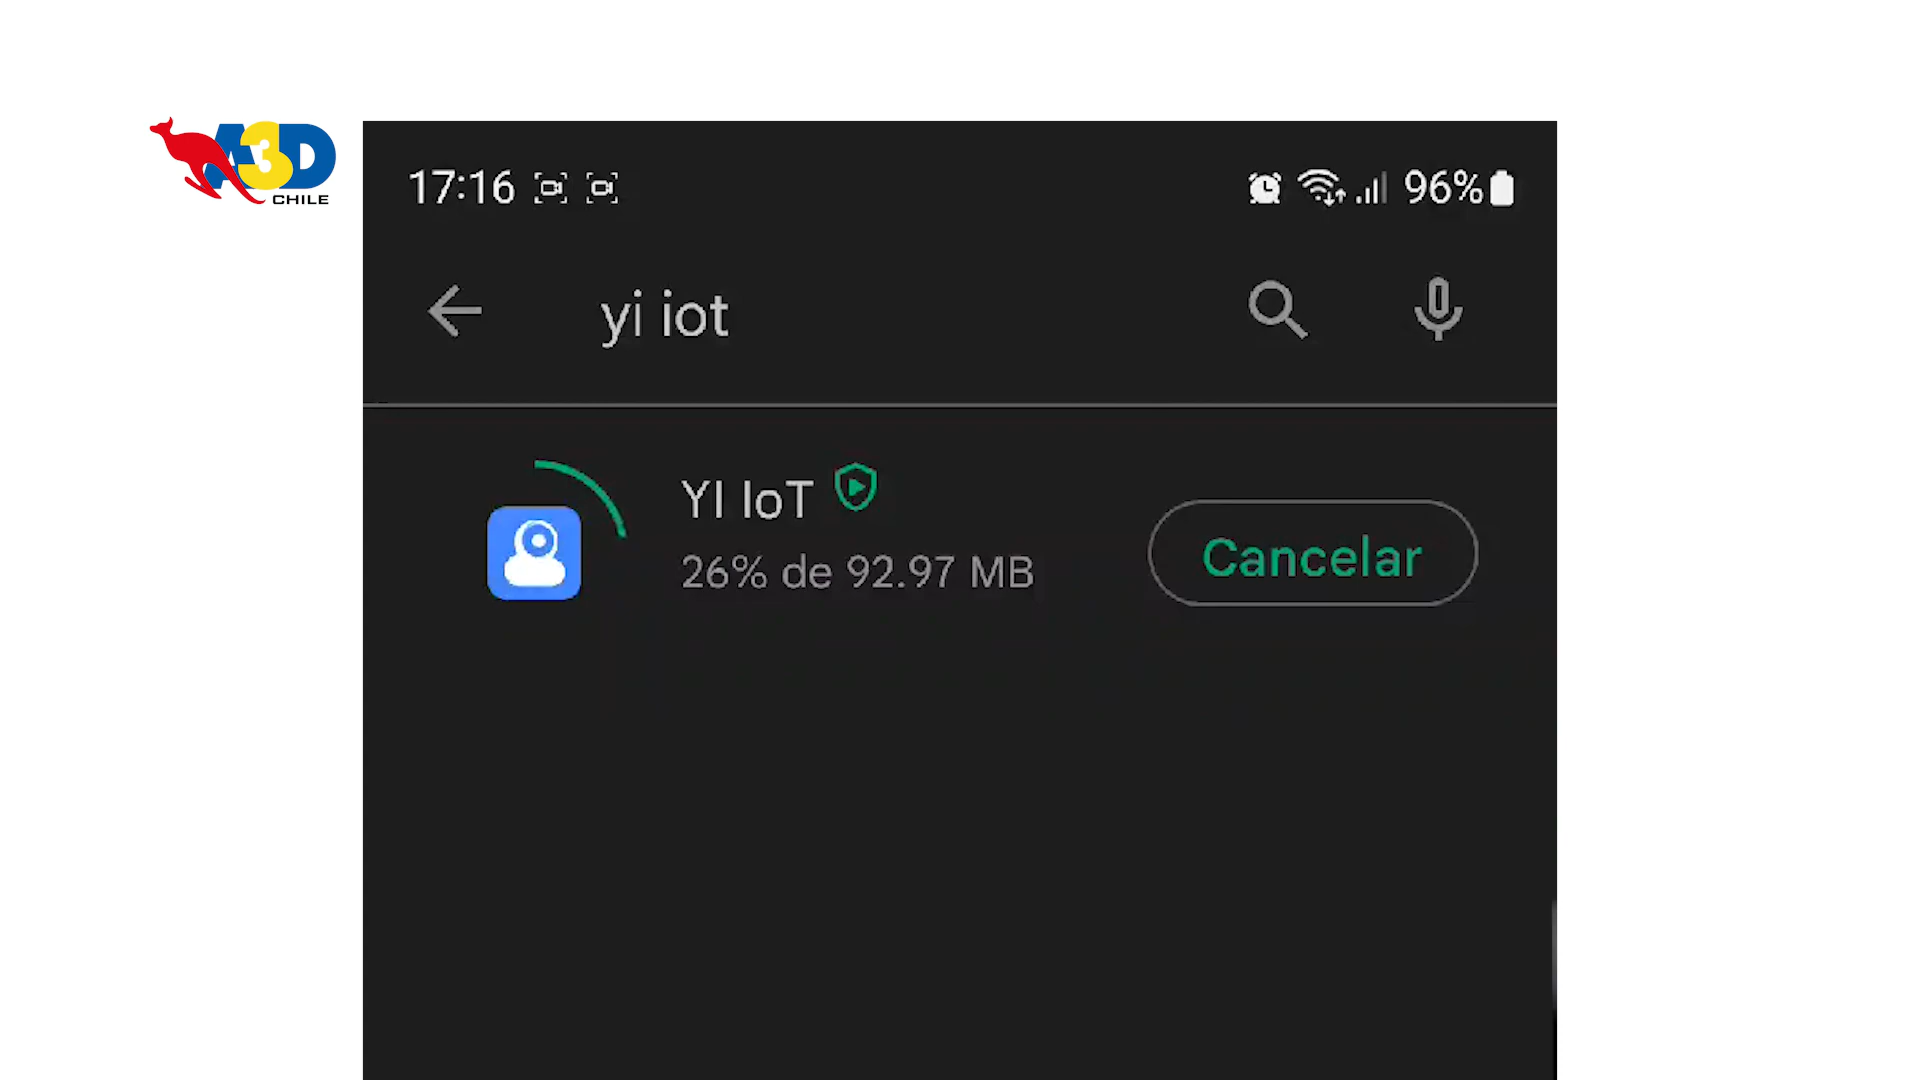 A3D
CHILE
17:16 96%
yi iot
YI IoT
26% de 92.97 MB
Cancelar